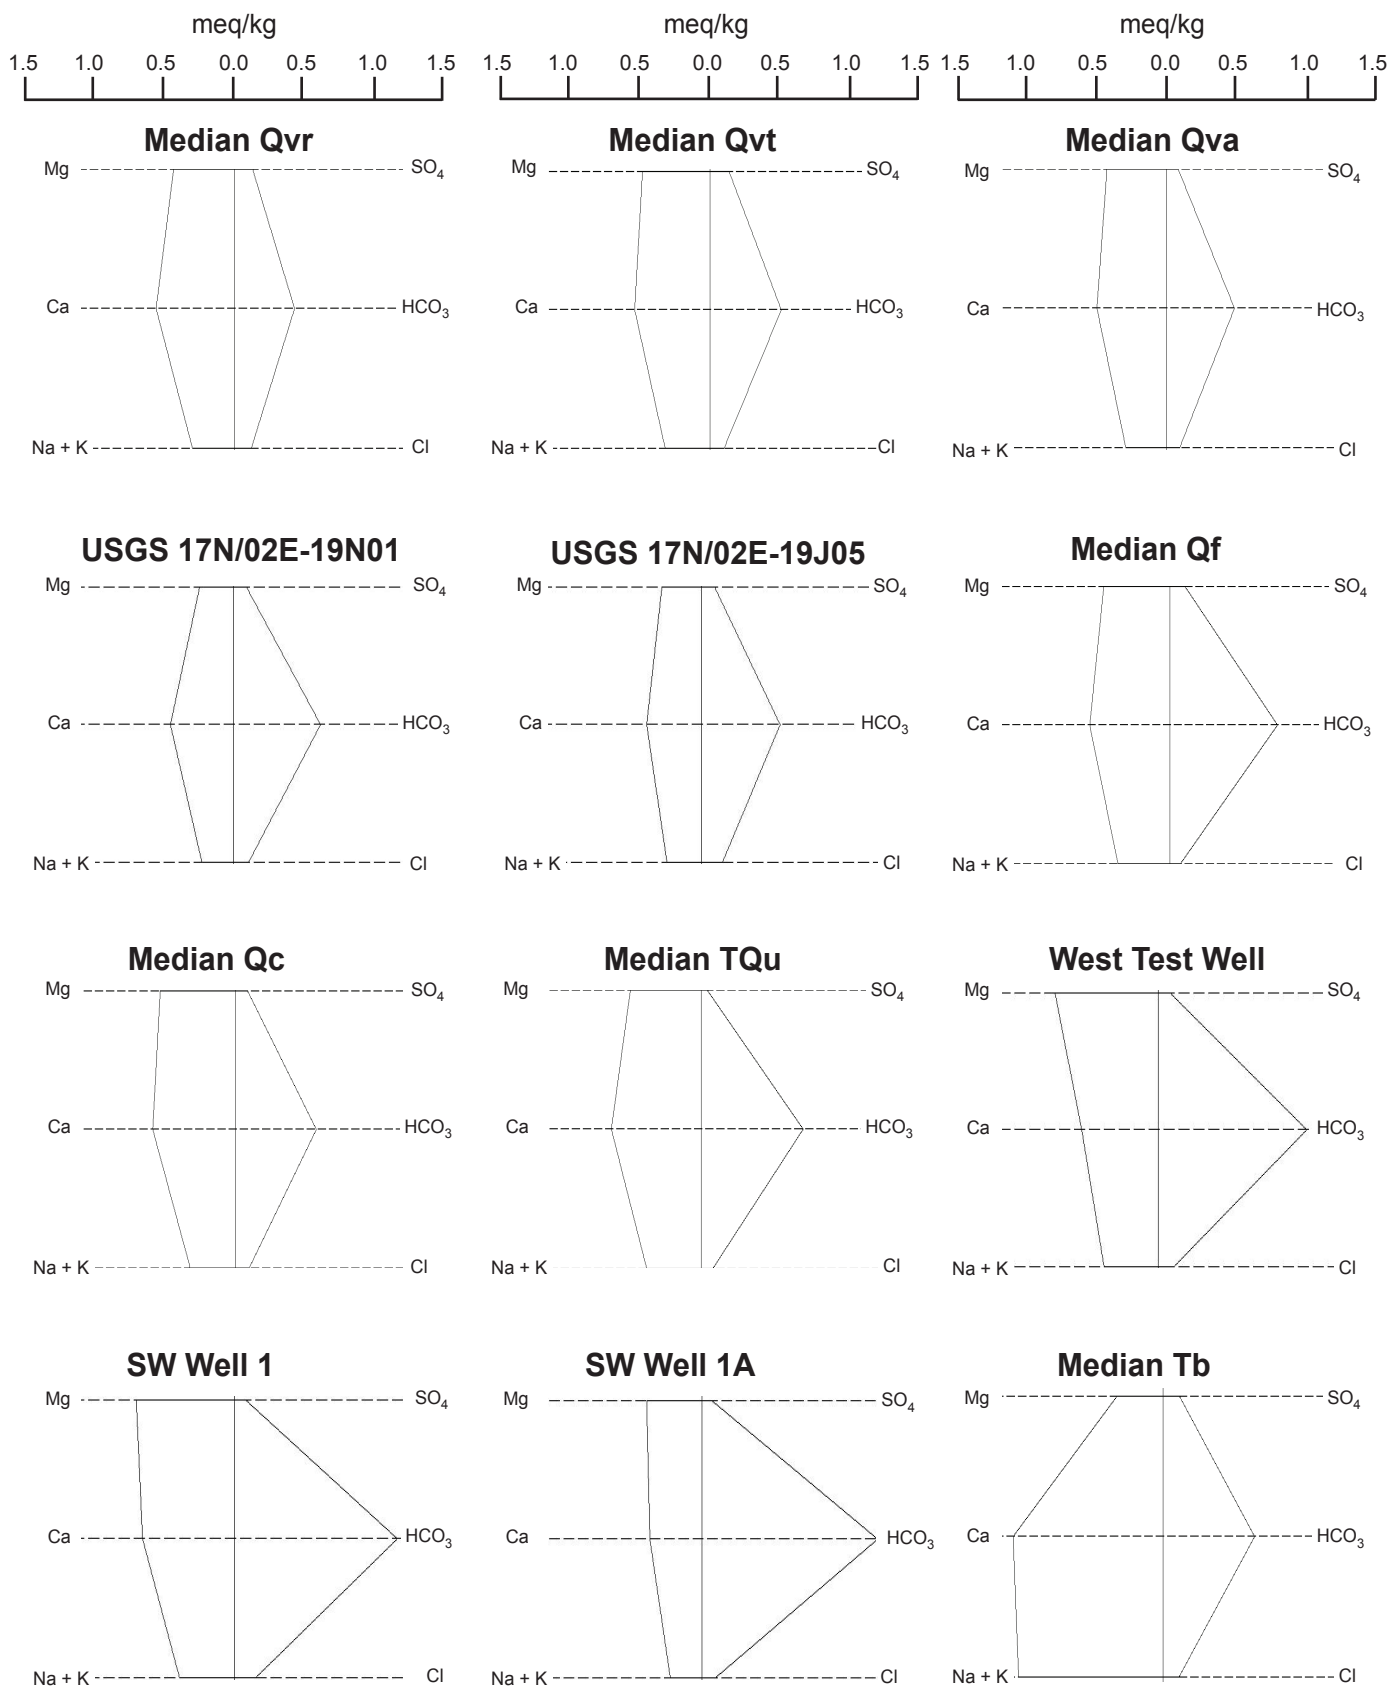 meq/kg meq/kg meq/kg
1.5 1.0 0.5 0.0 0.5 1.0 1.5 1.5 1.0 0.5 0.0 0.5 1.0 1.5 1.5 1.0 0.5 0.0 0.5 1.0 1.5
Median Qvr Median Qvt Median Qva
Mg SO4 Mg SO4 Mg SO4
Ca HCO3 Ca HCO3 Ca HCO3
Na + K Cl Na + K Cl Na + K Cl
USGS 17N/02E-19N01 USGS 17N/02E-19J05 Median Qf
Mg SO4 Mg SO4 Mg SO4
Ca HCO3 Ca HCO3 Ca HCO3
Na + K Cl Na + K Cl Na + K Cl
Median Qc Median TQu West Test Well
Mg SO4 Mg SO4 Mg SO4
Ca HCO3 Ca HCO3 Ca HCO3
Na + K Cl Na + K Cl Na + K Cl
SW Well 1 SW Well 1A Median Tb
Mg SO4 Mg SO4 Mg SO4
Ca HCO3 Ca HCO3 Ca HCO3
Na + K Cl Na + K Cl Na + K Cl